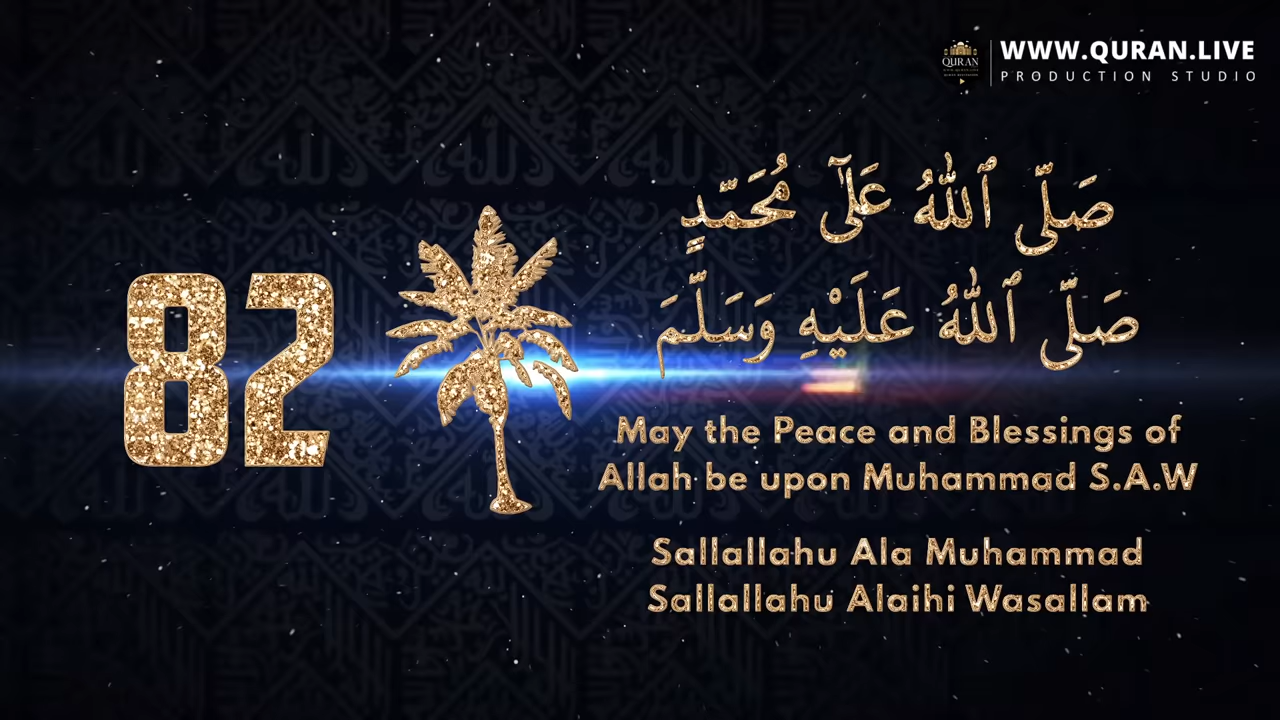 WWW.QURAN.LIVE
PRODUCTION STUDIO
QURAN
82
صَلَّى ٱللّٰهُ عَلَىٰٓ مُحَمَّدٍ
صَلَّى ٱللّٰهُ عَلَيْهِ وَسَلَّمَ
May the Peace and Blessings of
Allah be upon Muhammad S.A.W
Sallallahu Ala Muhammad
Sallallahu Alaihi Wasallam